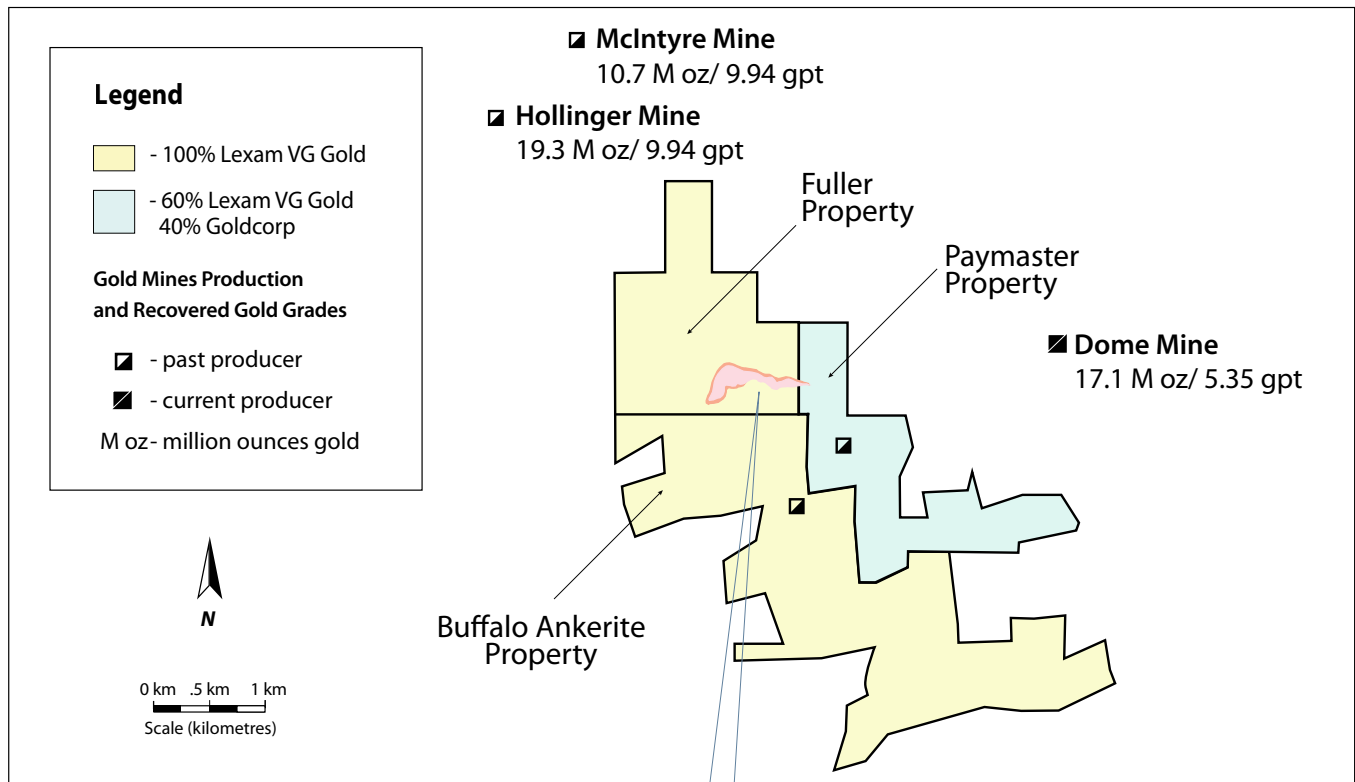 Legend
- 100% Lexam VG Gold
- 60% Lexam VG Gold
40% Goldcorp
Gold Mines Production
and Recovered Gold Grades
- past producer
- current producer
M oz- million ounces gold
N
0 km .5 km 1 km
Scale (kilometres)
McIntyre Mine
10.7 M oz/ 9.94 gpt
Hollinger Mine
19.3 M oz/ 9.94 gpt
Fuller
Property
Paymaster
Property
Dome Mine
17.1 M oz/ 5.35 gpt
Buffalo Ankerite
Property